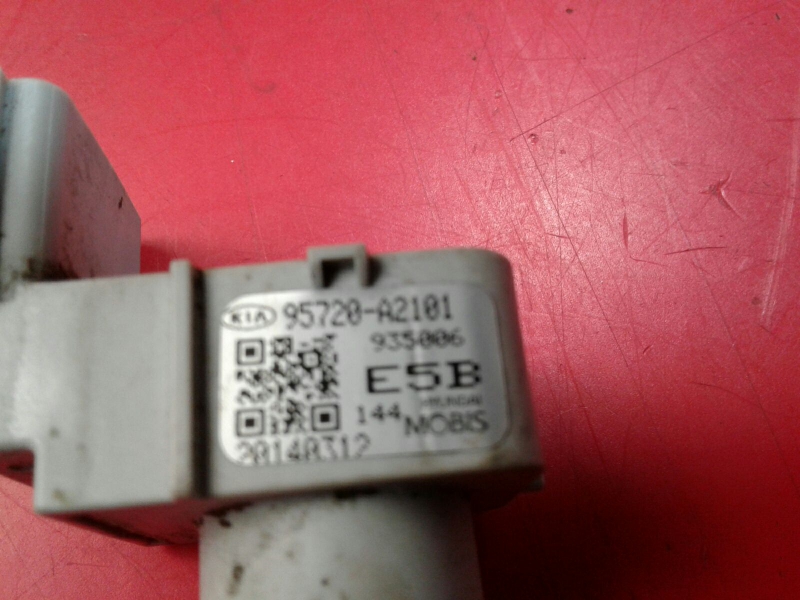 KIA 95720-A2101
935006
E5B
HYUNDAI
144 MOBIS
20140312